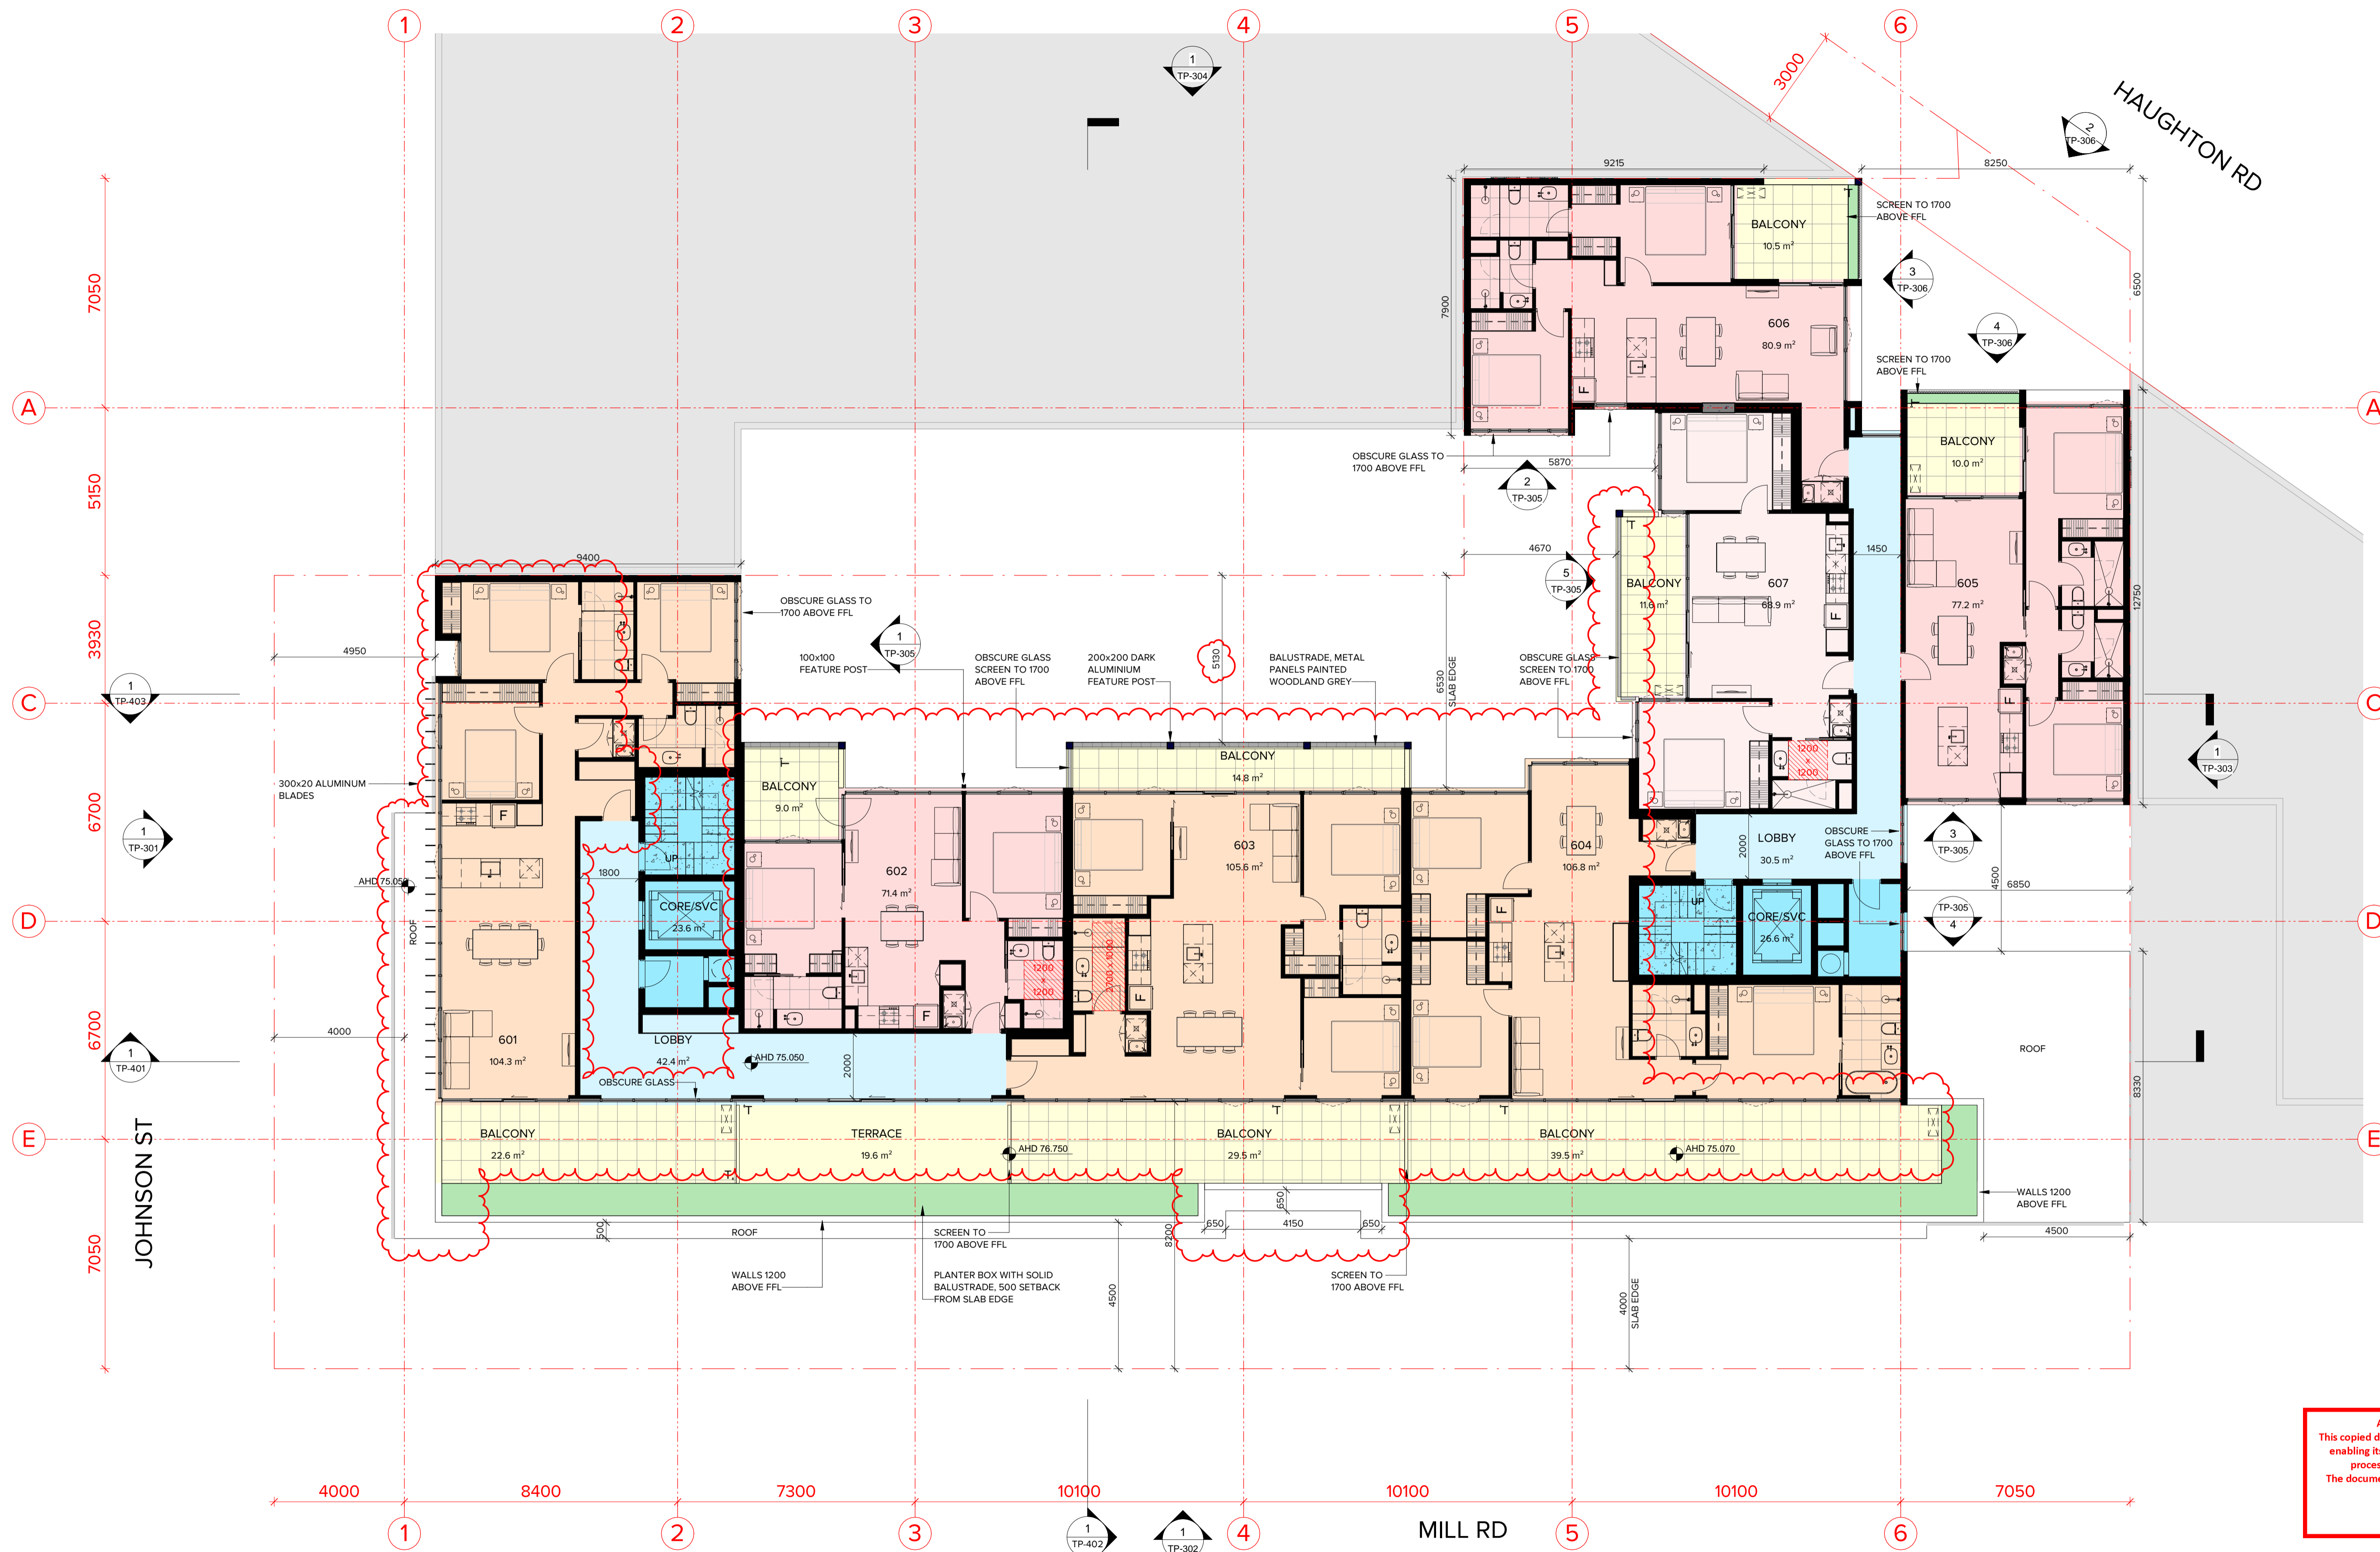 1
2
3
4
5
6
1
TP-304
3000
HAUGHTON RD
2
TP-306
9215
8250
SCREEN TO 1700
ABOVE FFL
BALCONY
10.5 m²
3
TP-306
7050
7900
6500
606
80.9 m²
4
TP-306
SCREEN TO 1700
ABOVE FFL
F
A
A
BALCONY
10.0 m²
OBSCURE GLASS TO
1700 ABOVE FFL
5870
2
TP-305
5150
T
T
T
9400
4670
1450
5
TP-305
BALCONY
11.6 m²
607
68.9 m²
605
77.2 m²
12750
F
OBSCURE GLASS TO
1700 ABOVE FFL
3930
4950
1
TP-305
100x100
FEATURE POST
OBSCURE GLASS
SCREEN TO 1700
ABOVE FFL
200x200 DARK
ALUMINIUM
FEATURE POST
5130
BALUSTRADE, METAL
PANELS PAINTED
WOODLAND GREY
6530
SLAB EDGE
OBSCURE GLASS
SCREEN TO 1700
ABOVE FFL
1
TP-403
C
C
F
1200
x
1200
1
TP-303
BALCONY
14.8 m²
T
BALCONY
9.0 m²
300x20 ALUMINUM
BLADES
6700
F
1
TP-301
UP
LOBBY
30.5 m²
2000
OBSCURE
GLASS TO 1700
ABOVE FFL
3
TP-305
603
105.6 m²
604
106.8 m²
602
71.4 m²
1800
AHD 75.050
4500
6850
CORE/SVC
23.6 m²
UP
CORE/SVC
26.6 m²
TP-305
4
F
D
D
ROOF
2700 x 1000
1200
x
1200
F
F
6700
4000
601
104.3 m²
LOBBY
42.4 m²
AHD 75.050
2000
ROOF
1
TP-401
OBSCURE GLASS
8330
T
T
T
T
JOHNSON ST
E
E
BALCONY
22.6 m²
TERRACE
19.6 m²
AHD 76.750
BALCONY
29.5 m²
BALCONY
39.5 m²
AHD 75.070
T
WALLS 1200
ABOVE FFL
650
650
4150
650
500
ROOF
SCREEN TO
1700 ABOVE FFL
8200
4500
7050
WALLS 1200
ABOVE FFL
PLANTER BOX WITH SOLID
BALUSTRADE, 500 SETBACK
FROM SLAB EDGE
4500
SCREEN TO
1700 ABOVE FFL
4000
SLAB EDGE
This copied d
enabling it
proces
The docume
4000
8400
7300
10100
10100
10100
7050
1
2
3
1
TP-402
1
TP-302
4
MILL RD
5
6